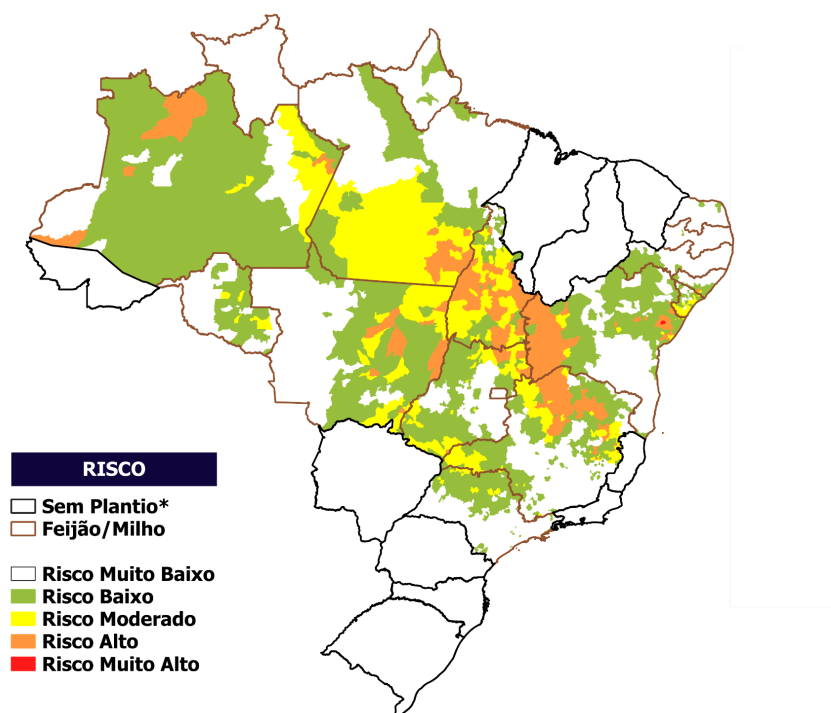 RISCO
Sem Plantio*
Feijão/Milho
Risco Muito Baixo
Risco Baixo
Risco Moderado
Risco Alto
Risco Muito Alto